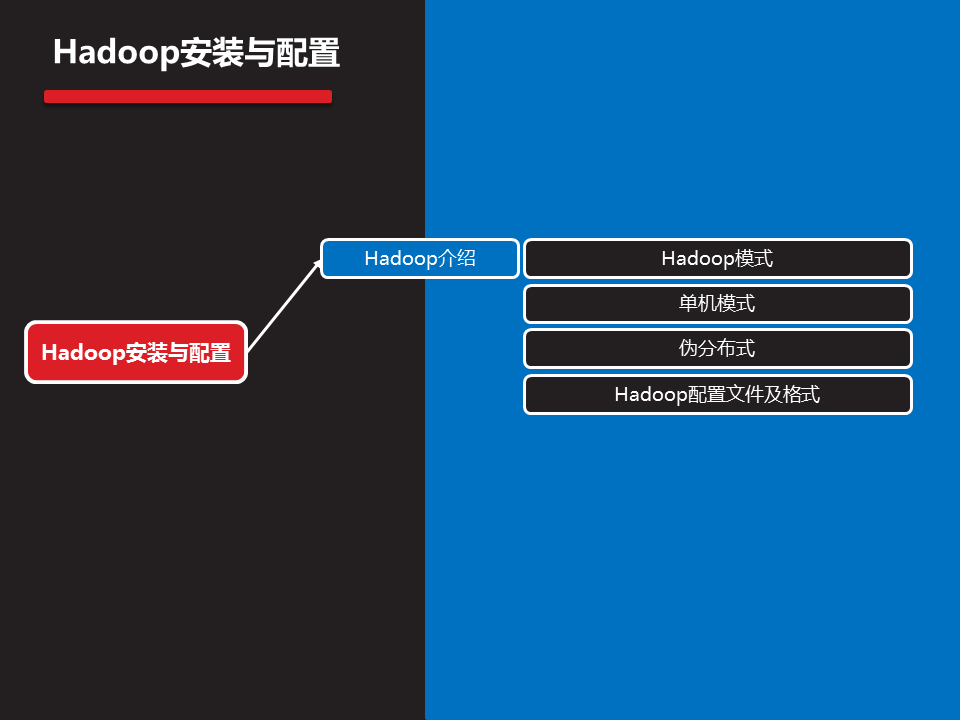 Hadoop安装与配置
Hadoop介绍
Hadoop模式
单机模式
Hadoop安装与配置
伪分布式
Hadoop配置文件及格式